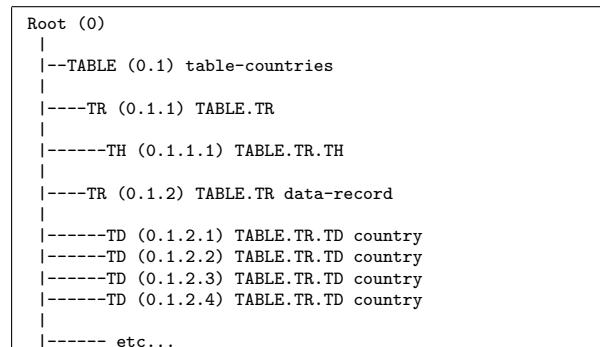 Root (0)
|
|--TABLE (0.1) table-countries
|
|----TR (0.1.1) TABLE.TR
|
|------TH (0.1.1.1) TABLE.TR.TH
|
|----TR (0.1.2) TABLE.TR data-record
|
|------TD (0.1.2.1) TABLE.TR.TD country
|------TD (0.1.2.2) TABLE.TR.TD country
|------TD (0.1.2.3) TABLE.TR.TD country
|------TD (0.1.2.4) TABLE.TR.TD country
|
|------ etc...